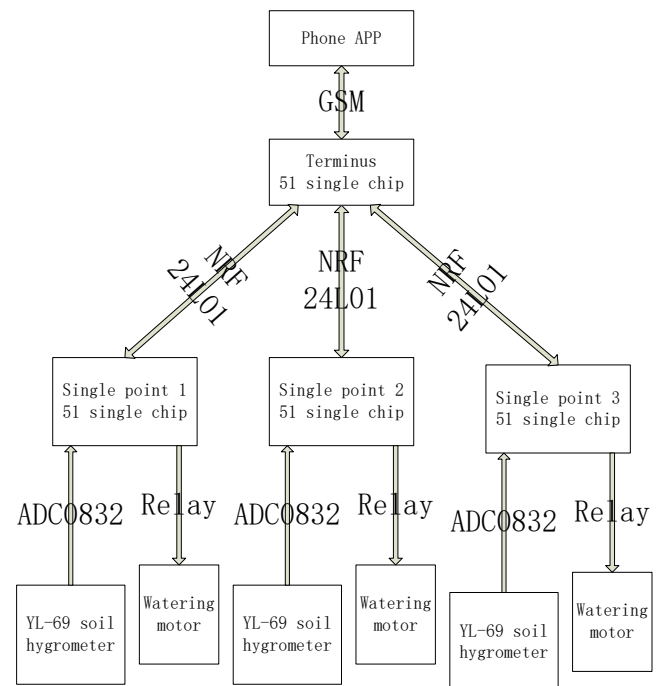 Phone APP
GSM
Terminus
51 single chip
NRF
24L01
NRF
24L01
NRF
24L01
Single point 1
51 single chip
Single point 2
51 single chip
Single point 3
51 single chip
ADC0832
Relay
ADC0832
Relay
ADC0832
Relay
YL-69 soil
hygrometer
Watering
motor
YL-69 soil
hygrometer
Watering
motor
YL-69 soil
hygrometer
Watering
motor